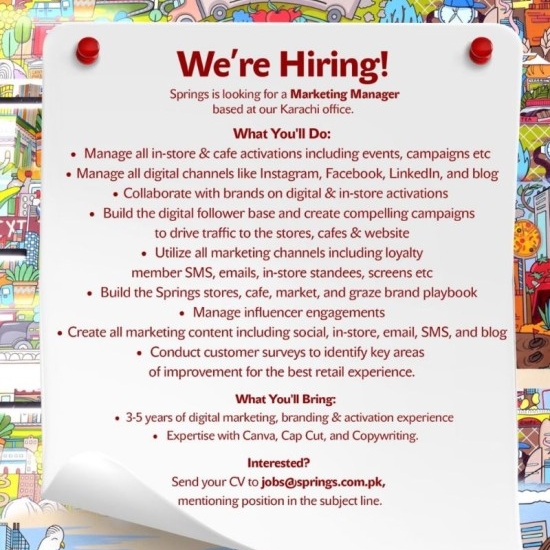 We're Hiring!
Springs is looking for a Marketing Manager
based at our Karachi office.
What You'll Do:
• Manage all in-store & cafe activations including events, campaigns etc
• Manage all digital channels like Instagram, Facebook, LinkedIn, and blog
• Collaborate with brands on digital & in-store activations
• Build the digital follower base and create compelling campaigns
to drive traffic to the stores, cafes & website
• Utilize all marketing channels including loyalty
member SMS, emails, in-store standees, screens etc
• Build the Springs stores, cafe, market, and graze brand playbook
• Manage influencer engagements
• Create all marketing content including social, in-store, email, SMS, and blog
• Conduct customer surveys to identify key areas
of improvement for the best retail experience.
What You'll Bring:
• 3-5 years of digital marketing, branding & activation experience
• Expertise with Canva, Cap Cut, and Copywriting.
Interested?
Send your CV to jobs@springs.com.pk,
mentioning position in the subject line.